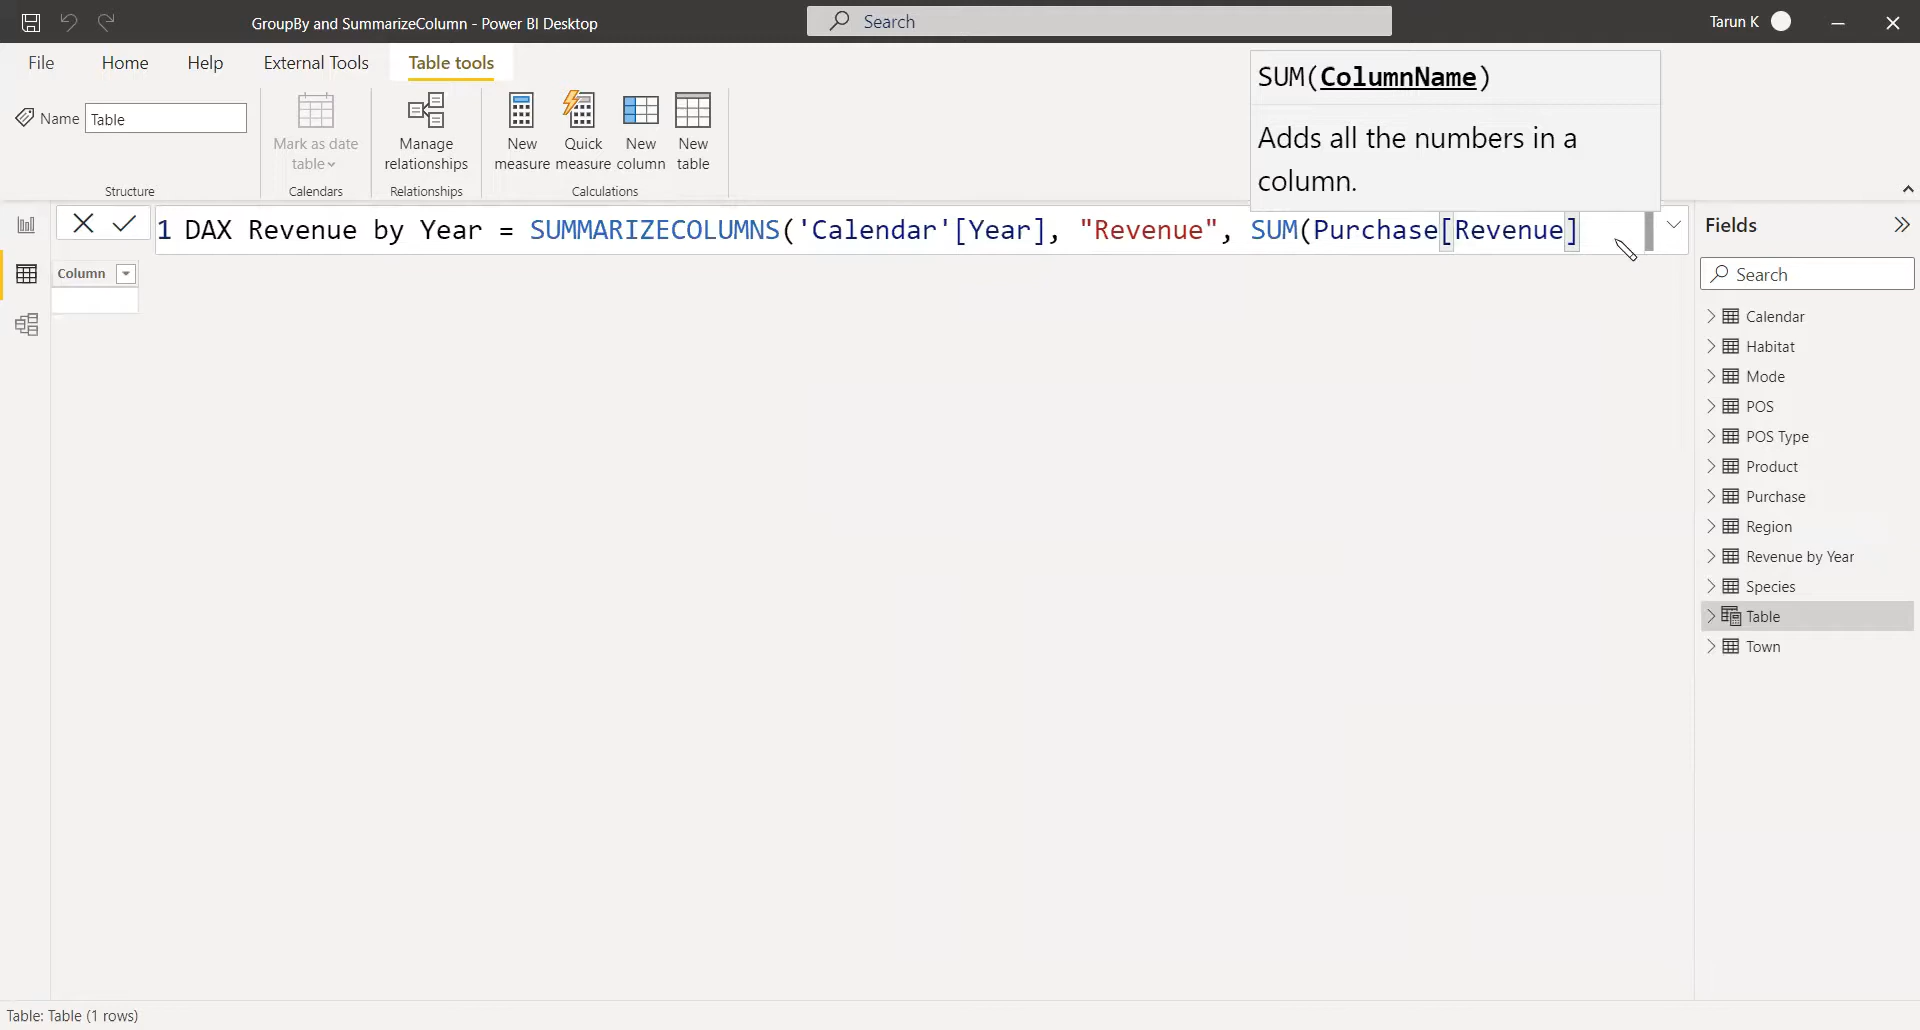 GroupBy and SummarizeColumn - Power BI Desktop
Search
Tarun K
File
Home
Help
External Tools
Table tools
Name
Table
Mark as date
table
Manage
relationships
New
measure
Quick
measure
New
column
New
table
Structure
Calendars
Relationships
Calculations
SUM(ColumnName)
Adds all the numbers in a
column.
1 DAX Revenue by Year = SUMMARIZECOLUMNS('Calendar'[Year], "Revenue", SUM(Purchase[Revenue]
Column
Fields
Search
Calendar
Habitat
Mode
POS
POS Type
Product
Purchase
Region
Revenue by Year
Species
Table
Town
Table: Table (1 rows)